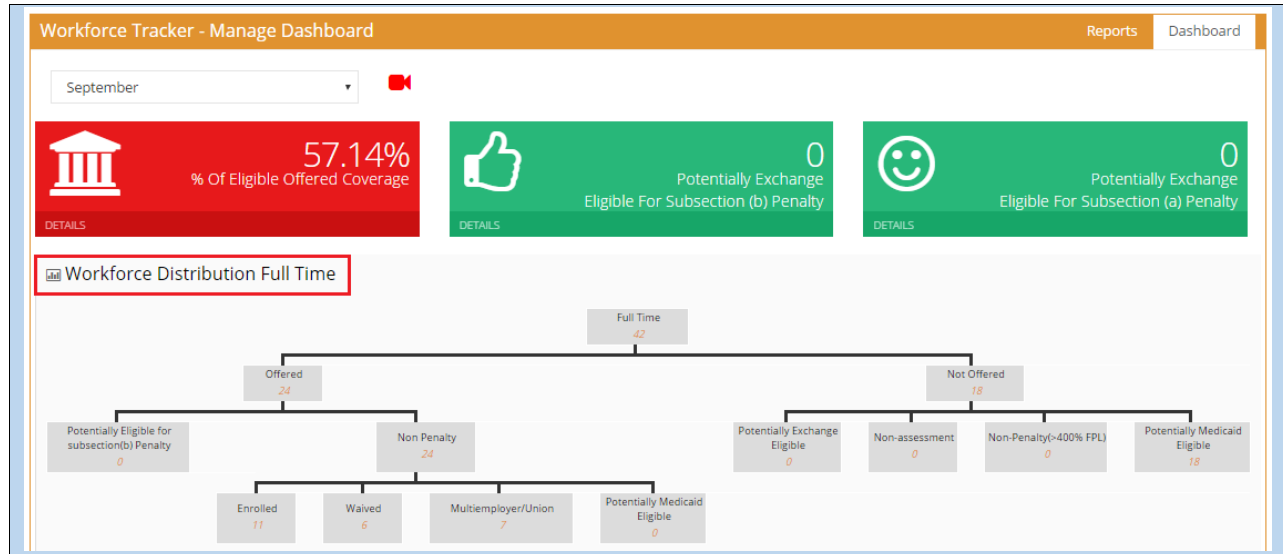 Workforce Tracker - Manage Dashboard
Reports
Dashboard
September
57.14%
% Of Eligible Offered Coverage
DETAILS
0
Potentially Exchange
Eligible For Subsection (b) Penalty
DETAILS
0
Potentially Exchange
Eligible For Subsection (a) Penalty
DETAILS
Workforce Distribution Full Time
Full Time
42
Offered
24
Not Offered
18
Potentially Eligible for
subsection(b) Penalty
0
Non Penalty
24
Potentially Exchange
Eligible
0
Non-assessment
0
Non-Penalty(>400% FPL)
0
Potentially Medicaid
Eligible
18
Enrolled
11
Waived
6
Multiemployer/Union
7
Potentially Medicaid
Eligible
0